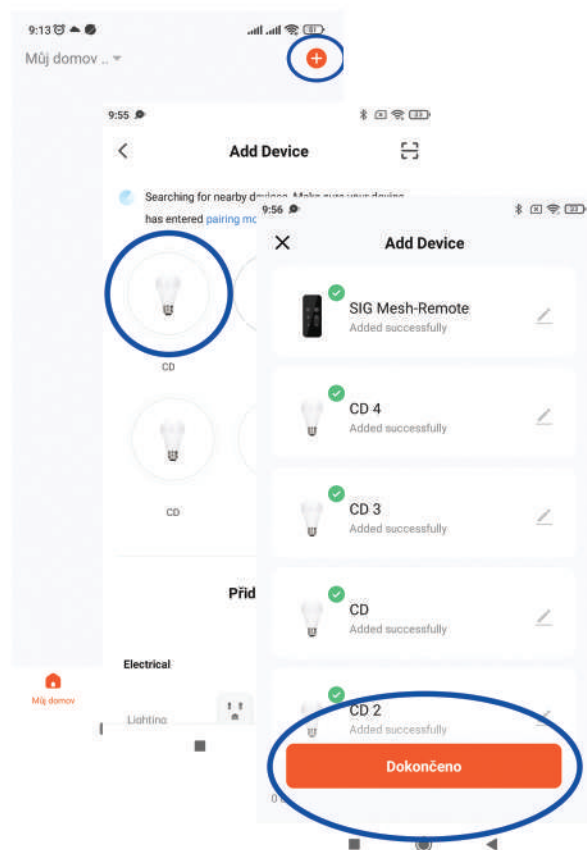 9:13
Můj domov ..
9:55
Add Device
Searching for nearby devices. Make sure your device
has entered pairing mo
CD
CD
Přid
Electrical
Lighting
Můj domov
9:56
Add Device
SIG Mesh-Remote
Added successfully
CD 4
Added successfully
CD 3
Added successfully
CD
Added successfully
CD 2
Added successfully
Dokončeno
0